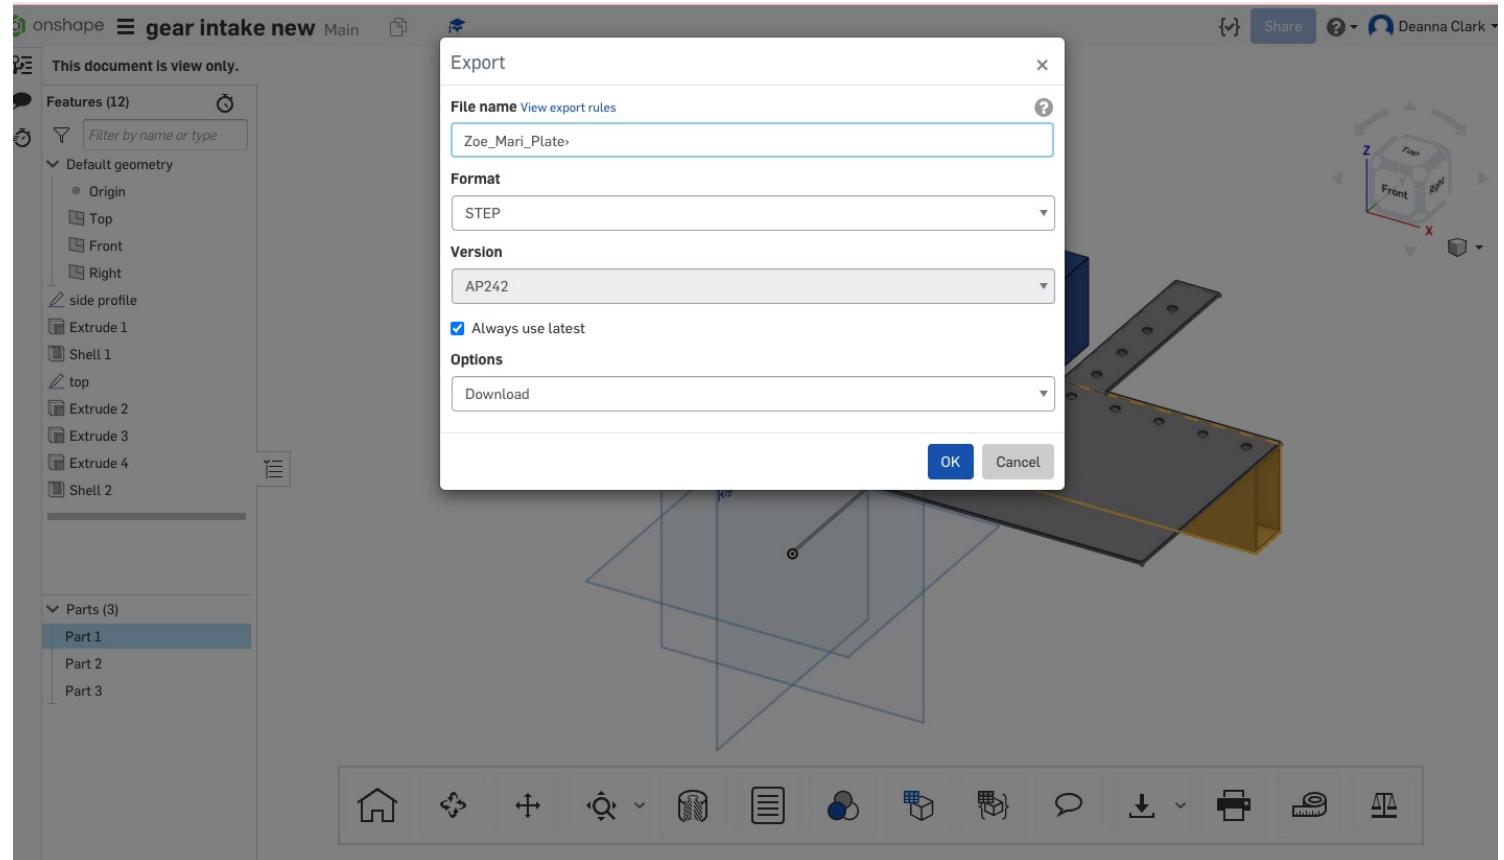 onshape gear intake new Main
Share
Deanna Clark
This document is view only.
Features (12)
Filter by name or type
Default geometry
Origin
Top
Front
Right
side profile
Extrude 1
Shell 1
top
Extrude 2
Extrude 3
Extrude 4
Shell 2
Parts (3)
Part 1
Part 2
Part 3
Export
×
File name View export rules
?
Zoe_Mari_Plate›
Format
STEP
Version
AP242
Always use latest
Options
Download
OK Cancel
Z
Top
Y
Front
Right
X